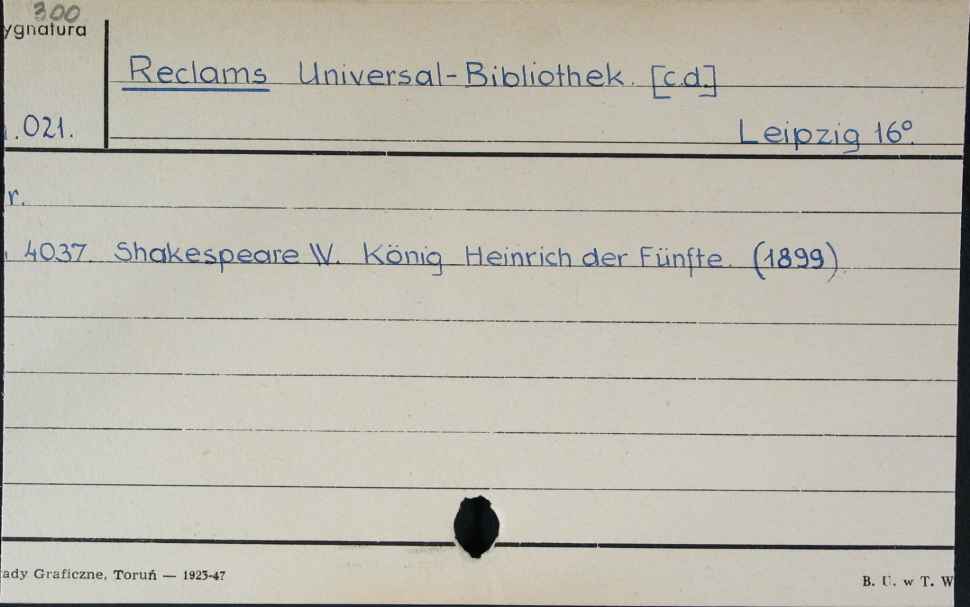 300
ygnatura
Reclams Universal-Bibliothek. [c.d.]
.021.
Leipzig 16°.
r.
4037. Shakespeare W. König Heinrich der Fünfte. (1899)
ady Graficzne, Toruń — 1925-47
B. U. w T. W